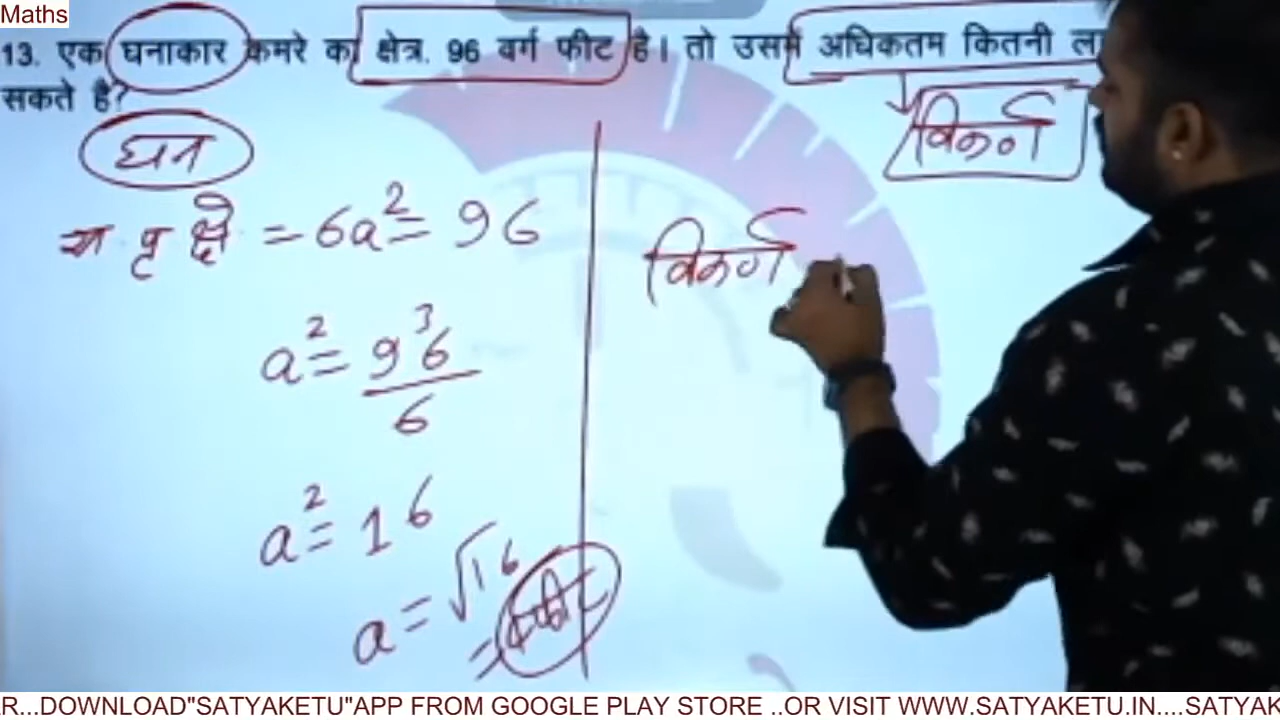 Maths
13. एक घनाकार कमरे का क्षेत्र. 96 वर्ग फीट है। तो उसमें अधिकतम कितनी
सकते है?
विकर्ण
घन
स पृ क्षे = 6a² = 96
विकर्ण
a² = 96/6
a² = 16
a = √16
= 4 फीट
R...DOWNLOAD"SATYAKETU"APP FROM GOOGLE PLAY STORE ..OR VISIT WWW.SATYAKETU.IN....SATYAK